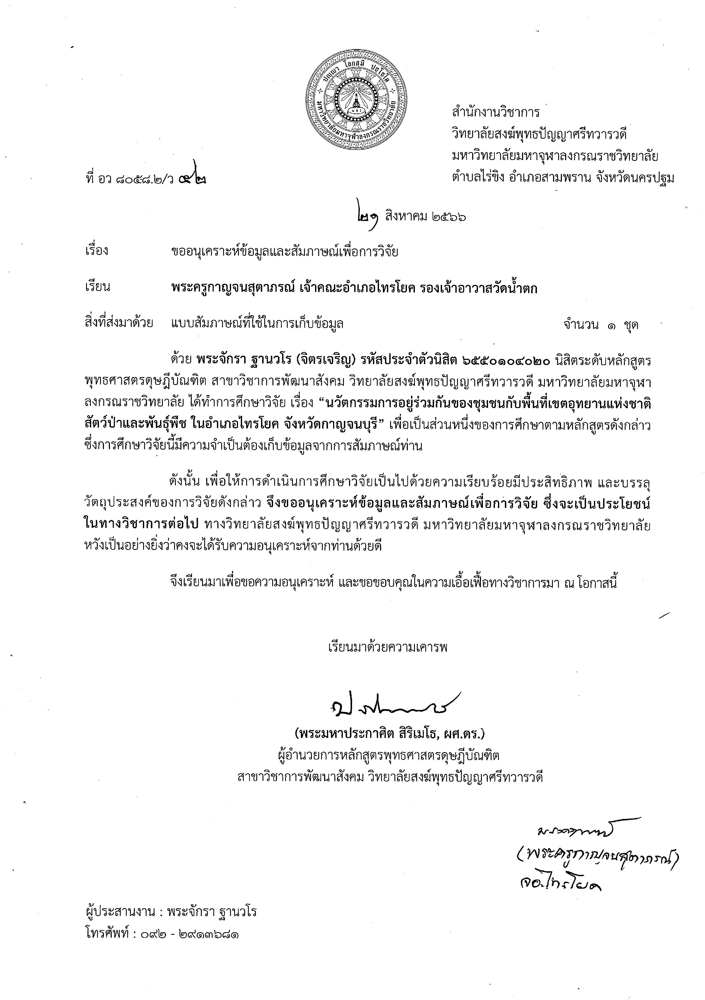 ปญฺญา โลกสฺมิ ปชฺโชโต
มหาวิทยาลัยมหาจุฬาลงกรณราชวิทยาลัย
สำนักงานวิชาการ
วิทยาลัยสงฆ์พุทธปัญญาศรีทวารวดี
มหาวิทยาลัยมหาจุฬาลงกรณราชวิทยาลัย
ที่ อว ๘๐๕๘.๒/ว ๕๒
ตำบลไร่ขิง อำเภอสามพราน จังหวัดนครปฐม
๒๑ สิงหาคม ๒๕๖๖
เรื่อง ขออนุเคราะห์ข้อมูลและสัมภาษณ์เพื่อการวิจัย
เรียน พระครูกาญจนสุตาภรณ์ เจ้าคณะอำเภอไทรโยค รองเจ้าอาวาสวัดน้ำตก
สิ่งที่ส่งมาด้วย แบบสัมภาษณ์ที่ใช้ในการเก็บข้อมูล จำนวน ๑ ชุด
ด้วย พระจักรา ฐานวโร (จิตรเจริญ) รหัสประจำตัวนิสิต ๖๕๕๐๑๐๔๐๒๐ นิสิตระดับหลักสูตร
พุทธศาสตรดุษฎีบัณฑิต สาขาวิชาการพัฒนาสังคม วิทยาลัยสงฆ์พุทธปัญญาศรีทวารวดี มหาวิทยาลัยมหาจุฬา
ลงกรณราชวิทยาลัย ได้ทำการศึกษาวิจัย เรื่อง “นวัตกรรมการอยู่ร่วมกันของชุมชนกับพื้นที่เขตอุทยานแห่งชาติ
สัตว์ป่าและพันธุ์พืช ในอำเภอไทรโยค จังหวัดกาญจนบุรี” เพื่อเป็นส่วนหนึ่งของการศึกษาตามหลักสูตรดังกล่าว
ซึ่งการศึกษาวิจัยนี้มีความจำเป็นต้องเก็บข้อมูลจากการสัมภาษณ์ท่าน
ดังนั้น เพื่อให้การดำเนินการศึกษาวิจัยเป็นไปด้วยความเรียบร้อยมีประสิทธิภาพ และบรรลุ
วัตถุประสงค์ของการวิจัยดังกล่าว จึงขออนุเคราะห์ข้อมูลและสัมภาษณ์เพื่อการวิจัย ซึ่งจะเป็นประโยชน์
ในทางวิชาการต่อไป ทางวิทยาลัยสงฆ์พุทธปัญญาศรีทวารวดี มหาวิทยาลัยมหาจุฬาลงกรณราชวิทยาลัย
หวังเป็นอย่างยิ่งว่าคงจะได้รับความอนุเคราะห์จากท่านด้วยดี
จึงเรียนมาเพื่อขอความอนุเคราะห์ และขอขอบคุณในความเอื้อเฟื้อทางวิชาการมา ณ โอกาสนี้
เรียนมาด้วยความเคารพ
(พระมหาประกาศิต สิริเมโธ, ผศ.ดร.)
ผู้อำนวยการหลักสูตรพุทธศาสตรดุษฎีบัณฑิต
สาขาวิชาการพัฒนาสังคม วิทยาลัยสงฆ์พุทธปัญญาศรีทวารวดี
(พระครูกาญจนสุตาภรณ์)
จอ.ไทรโยค
ผู้ประสานงาน : พระจักรา ฐานวโร
โทรศัพท์ : ๐๙๒ - ๒๙๑๓๖๘๑